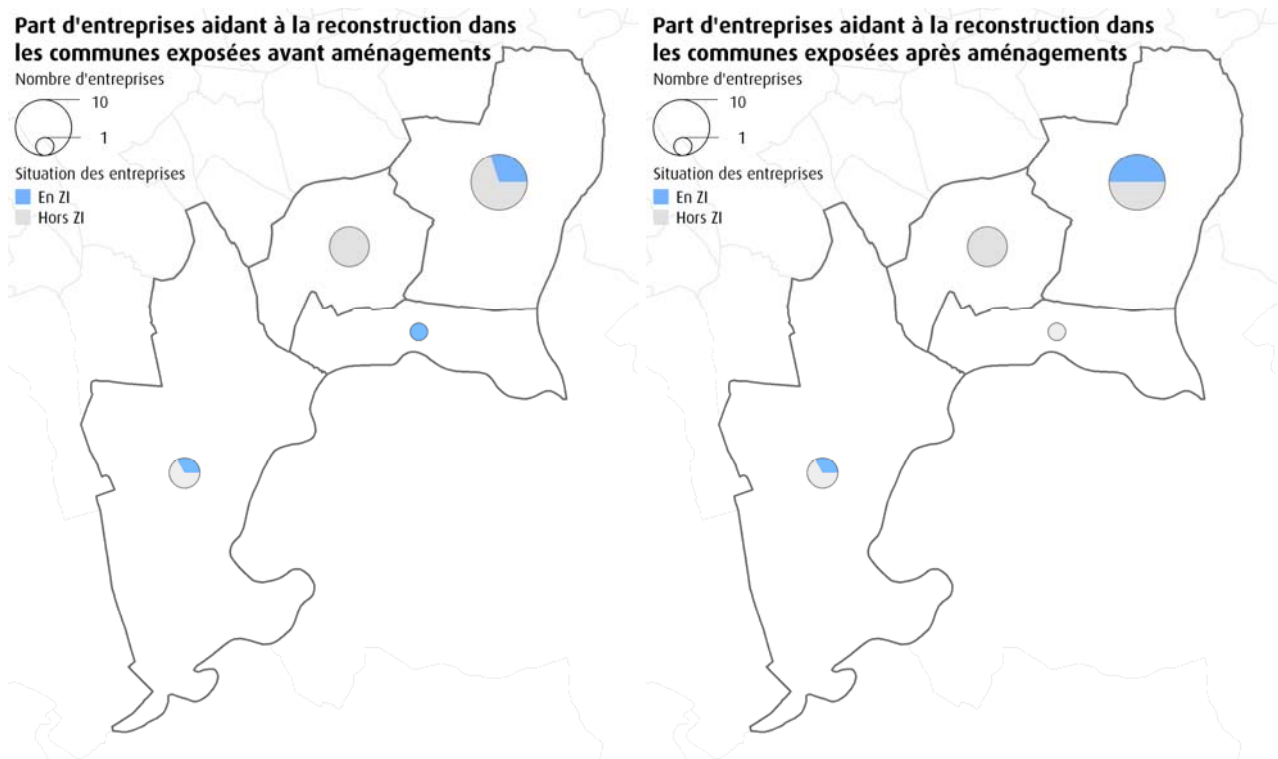 Part d'entreprises aidant à la reconstruction dans
les communes exposées avant aménagements
Nombre d'entreprises
10
1
Situation des entreprises
En ZI
Hors ZI
Part d'entreprises aidant à la reconstruction dans
les communes exposées après aménagements
Nombre d'entreprises
10
1
Situation des entreprises
En ZI
Hors ZI